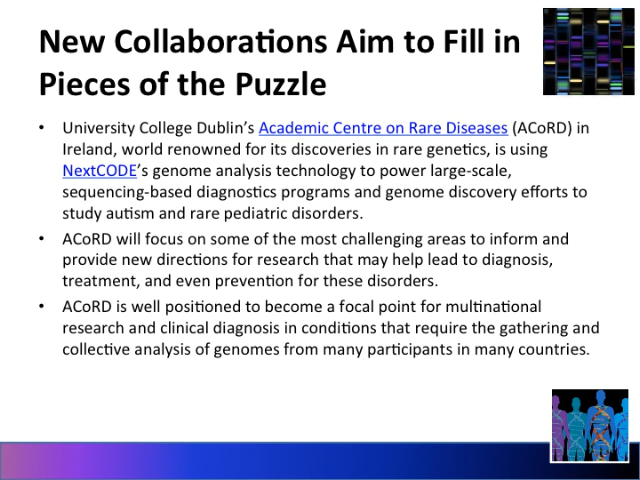 New Collaborations Aim to Fill in
Pieces of the Puzzle
• University College Dublin's Academic Centre on Rare Diseases (ACoRD) in
Ireland, world renowned for its discoveries in rare genetics, is using
NextCODE's genome analysis technology to power large-scale,
sequencing-based diagnostics programs and genome discovery efforts to
study autism and rare pediatric disorders.
• ACoRD will focus on some of the most challenging areas to inform and
provide new directions for research that may help lead to diagnosis,
treatment, and even prevention for these disorders.
• ACoRD is well positioned to become a focal point for multinational
research and clinical diagnosis in conditions that require the gathering and
collective analysis of genomes from many participants in many countries.